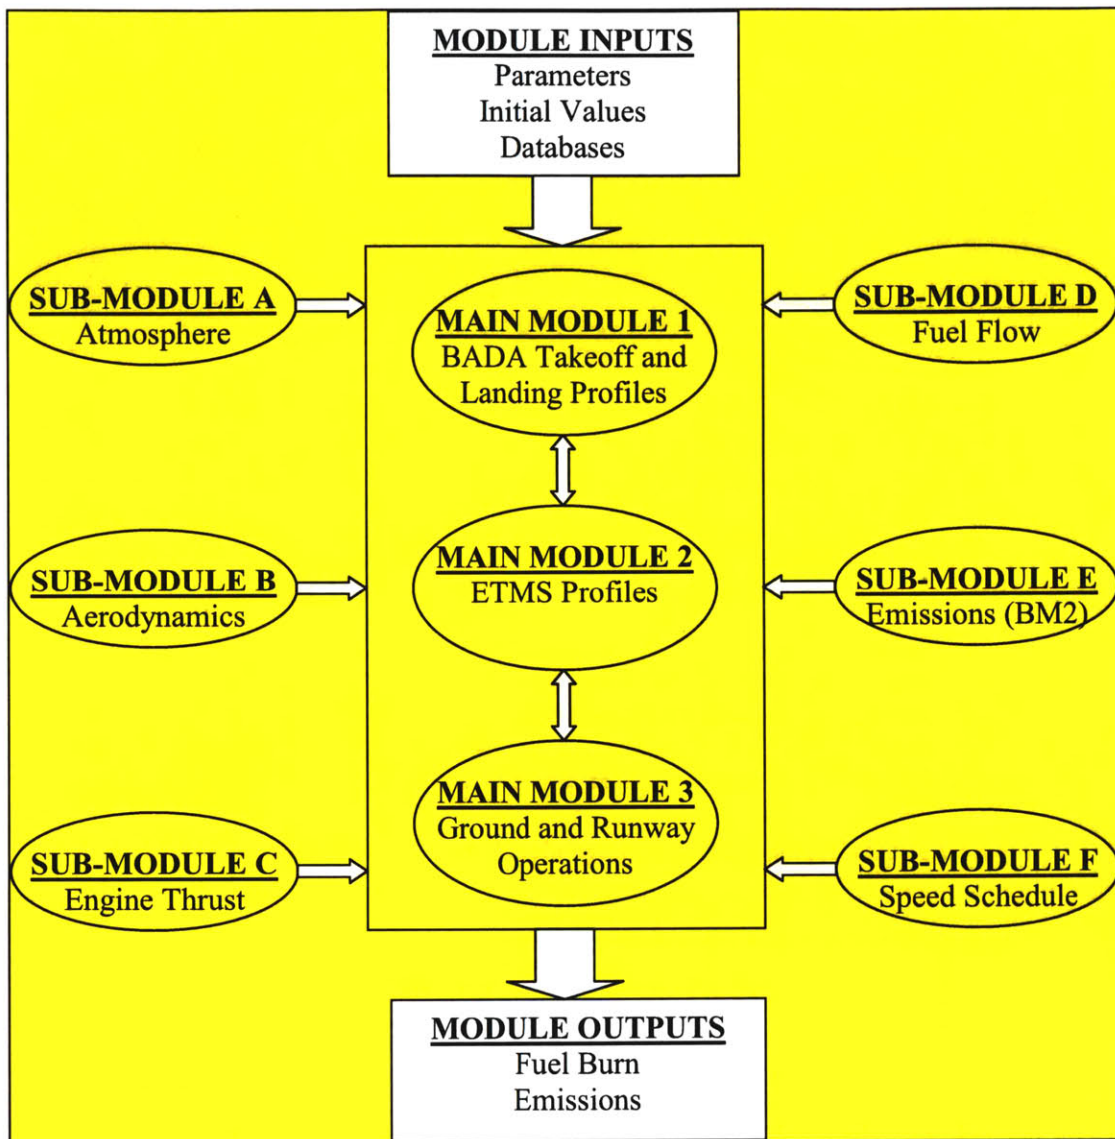 MODULE INPUTS
Parameters
Initial Values
Databases
SUB-MODULE A
Atmosphere
MAIN MODULE 1
BADA Takeoff and
Landing Profiles
SUB-MODULE D
Fuel Flow
SUB-MODULE B
Aerodynamics
MAIN MODULE 2
ETMS Profiles
SUB-MODULE E
Emissions (BM2)
SUB-MODULE C
Engine Thrust
MAIN MODULE 3
Ground and Runway
Operations
SUB-MODULE F
Speed Schedule
MODULE OUTPUTS
Fuel Burn
Emissions